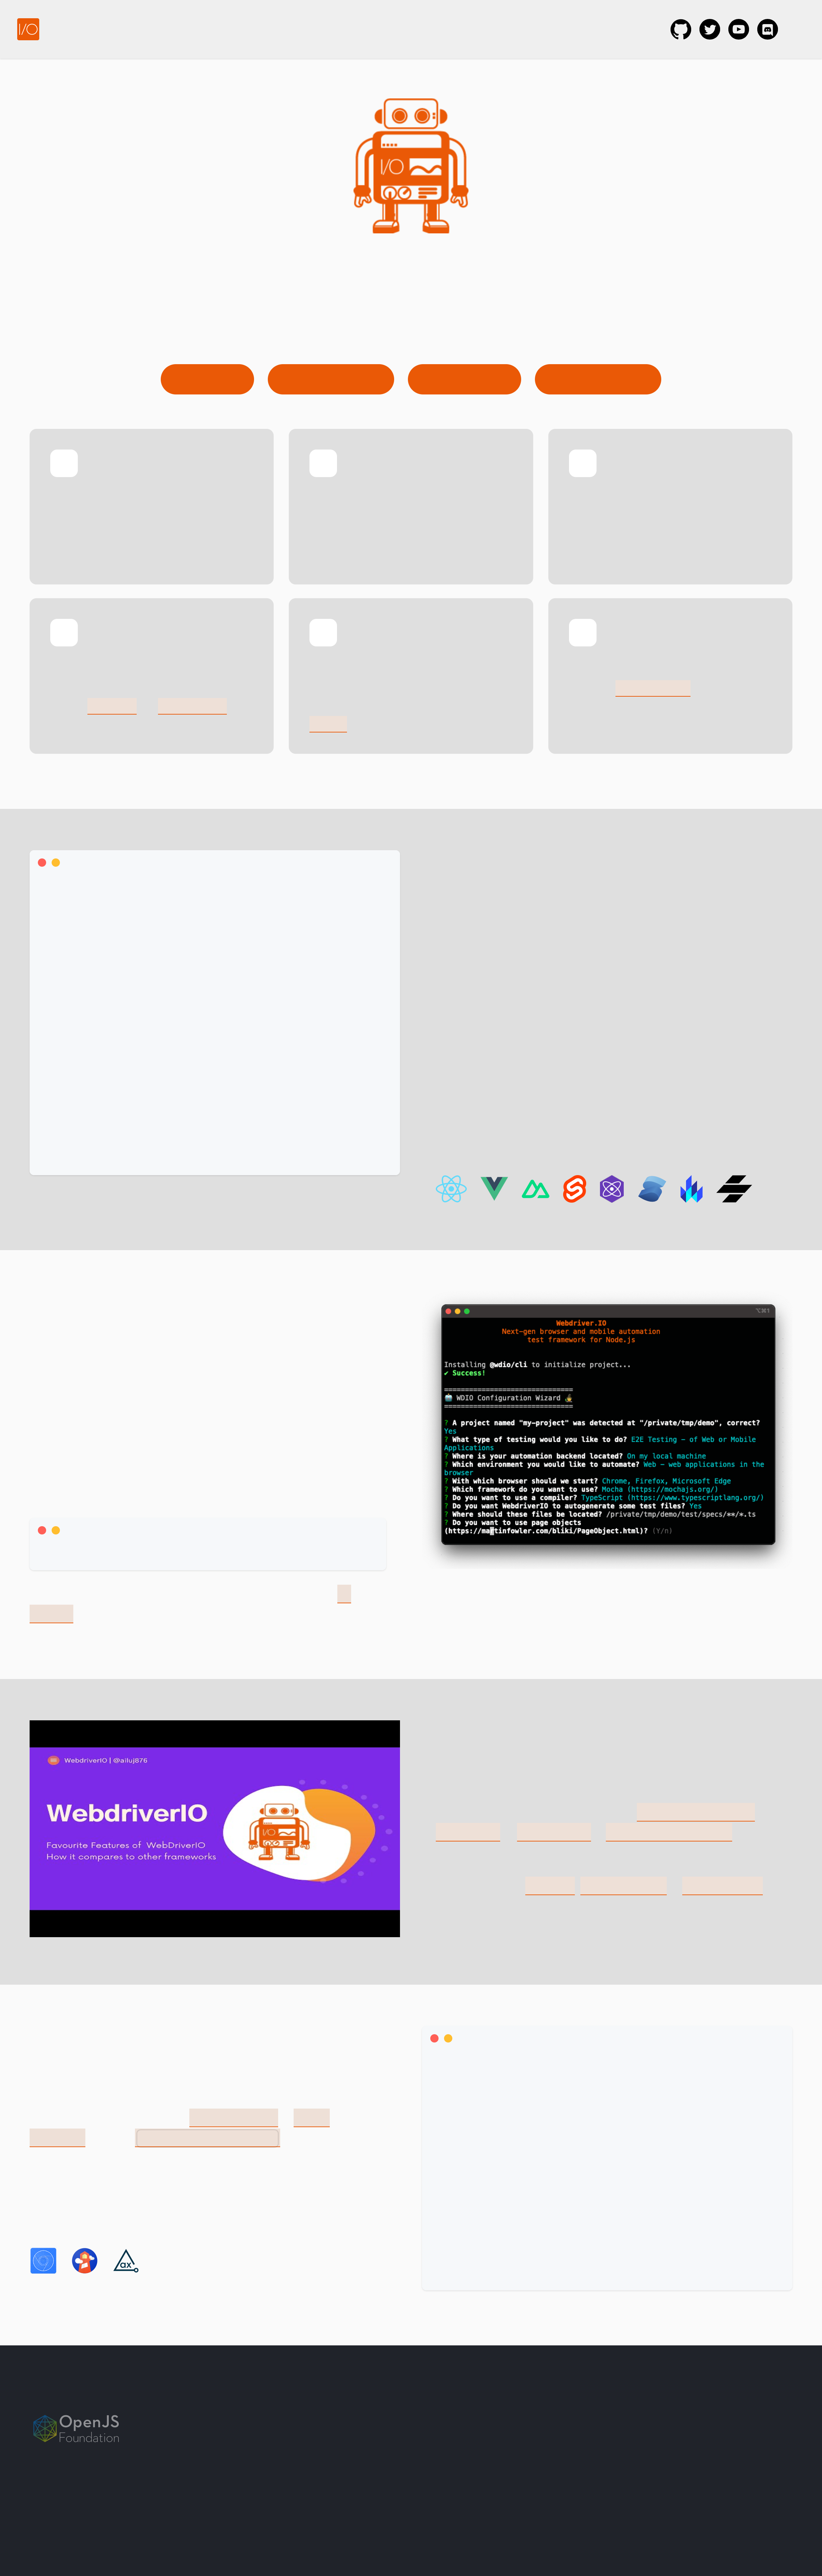 I/O
I/O
⌥⌘1
Webdriver.IO
Next-gen browser and mobile automation
test framework for Node.js
Installing @wdio/cli to initialize project...
✔ Success!
===============================
🤖 WDIO Configuration Wizard 🧙
===============================
? A project named "my-project" was detected at "/private/tmp/demo", correct?
Yes
? What type of testing would you like to do? E2E Testing - of Web or Mobile
Applications
? Where is your automation backend located? On my local machine
? Which environment you would like to automate? Web - web applications in the
browser
? With which browser should we start? Chrome, Firefox, Microsoft Edge
? Which framework do you want to use? Mocha (https://mochajs.org/)
? Do you want to use a compiler? TypeScript (https://www.typescriptlang.org/)
? Do you want WebdriverIO to autogenerate some test files? Yes
? Where should these files be located? /private/tmp/demo/test/specs/**/*.ts
? Do you want to use page objects
(https://martinfowler.com/bliki/PageObject.html)? (Y/n)
WebdriverIO | @ailuj876
WebdriverIO
Favourite Features of WebDriverIO
How it compares to other frameworks
ax
OpenJS
Foundation